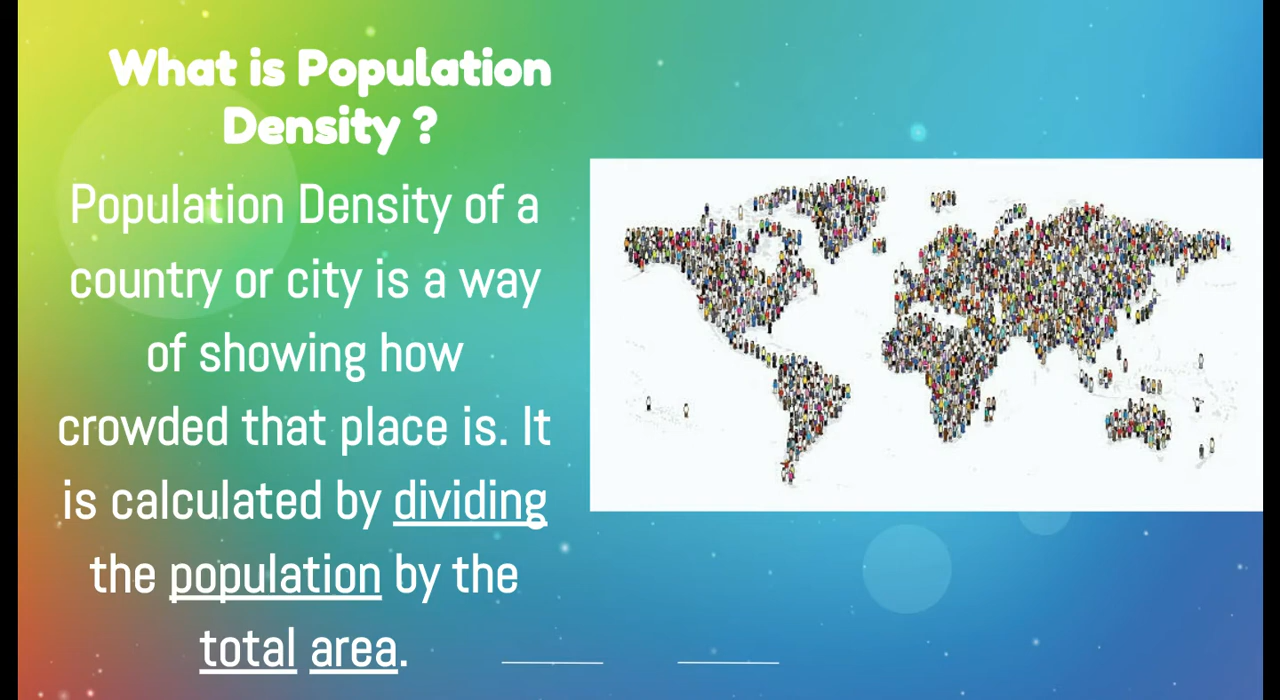 What is Population
Density ?
Population Density of a
country or city is a way
of showing how
crowded that place is. It
is calculated by dividing
the population by the
total area.